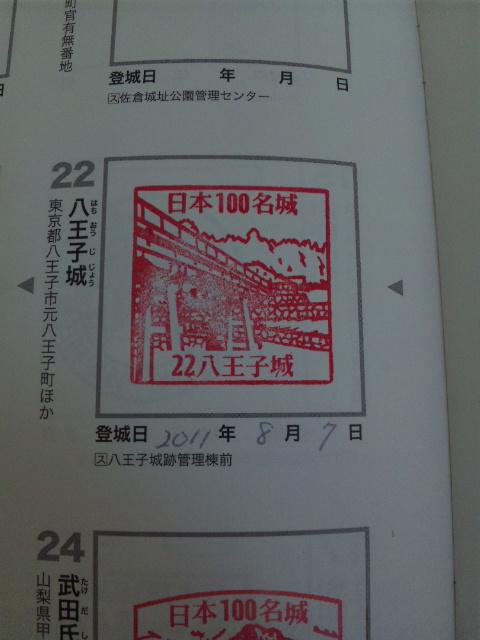 町官有無番地
登城日 年 月 日
ス佐倉城址公園管理センター
22
八王子城
はちおうじじょう
東京都八王子市元八王子町ほか
日本100名城
22八王子城
登城日 2011 年 8 月 7 日
ス八王子城跡管理棟前
24
武田氏
たけだし
山梨県甲
日本100名城